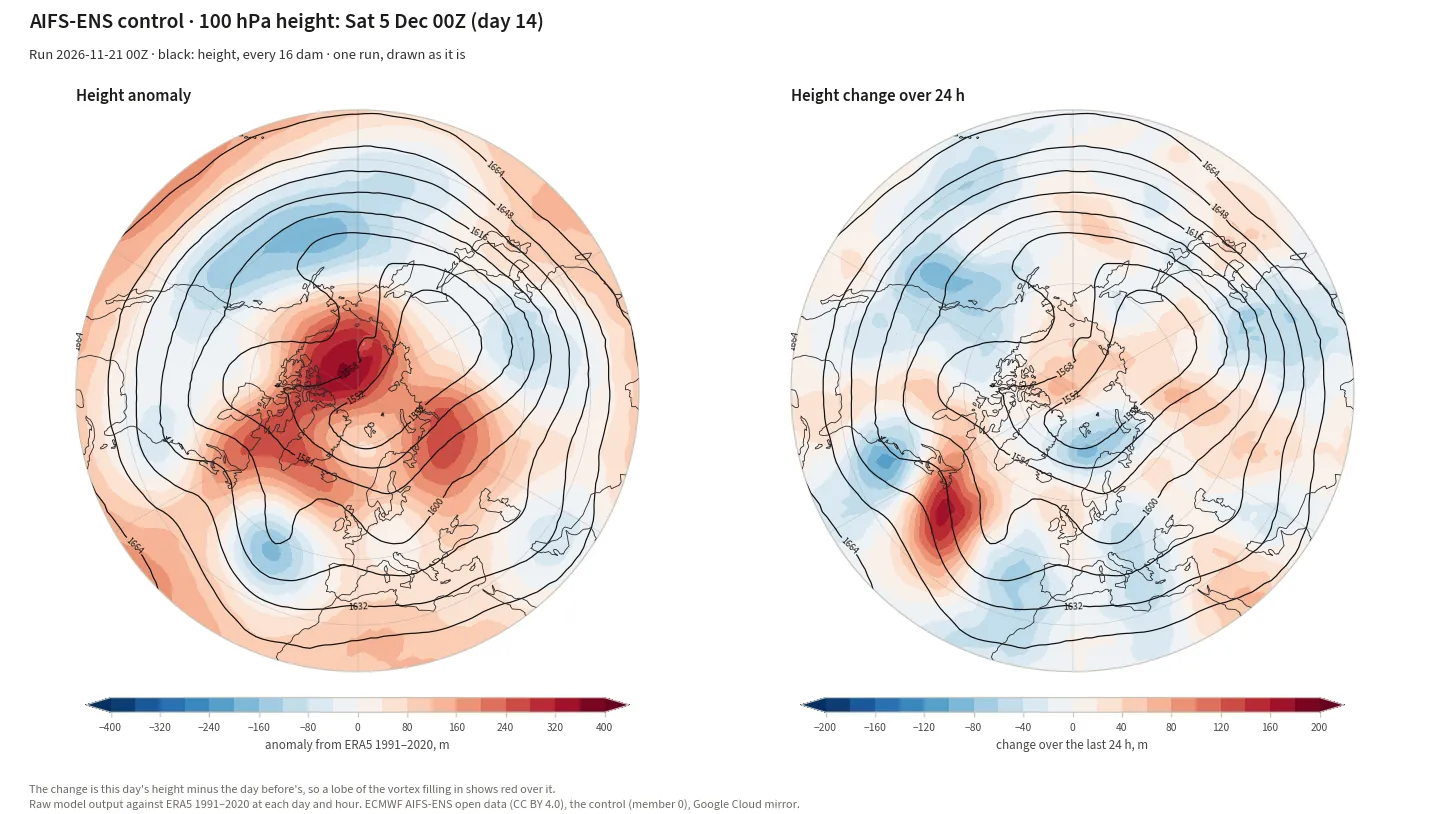 AIFS-ENS control · 100 hPa height: Sat 5 Dec 00Z (day 14)
Run 2026-11-21 00Z · black: height, every 16 dam · one run, drawn as it is
Height anomaly
Height change over 24 h
1664
1648
1616
1664
1568
1552
1584
1600
1664
1632
1664
1648
1616
1664
1568
1552
1584
1600
1664
1632
−400 −320 −240 −160 −80 0 80 160 240 320 400
anomaly from ERA5 1991–2020, m
−200 −160 −120 −80 −40 0 40 80 120 160 200
change over the last 24 h, m
The change is this day's height minus the day before's, so a lobe of the vortex filling in shows red over it.
Raw model output against ERA5 1991–2020 at each day and hour. ECMWF AIFS-ENS open data (CC BY 4.0), the control (member 0), Google Cloud mirror.